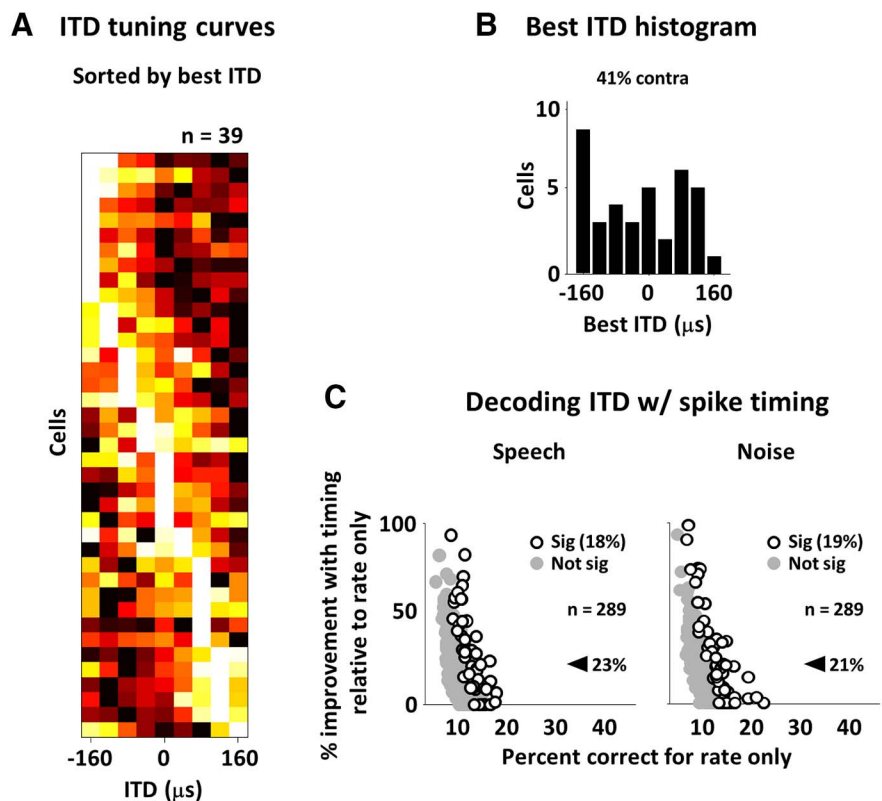 A ITD tuning curves
Sorted by best ITD
n = 39
Cells
-160 0 160
ITD (μs)
B Best ITD histogram
41% contra
10
5
0
Cells
-160 0 160
Best ITD (μs)
C Decoding ITD w/ spike timing
Speech Noise
% improvement with timing
relative to rate only
100
50
0
Sig (18%)
Not sig
n = 289
23%
10 20 30 40
Sig (19%)
Not sig
n = 289
21%
10 20 30 40
Percent correct for rate only